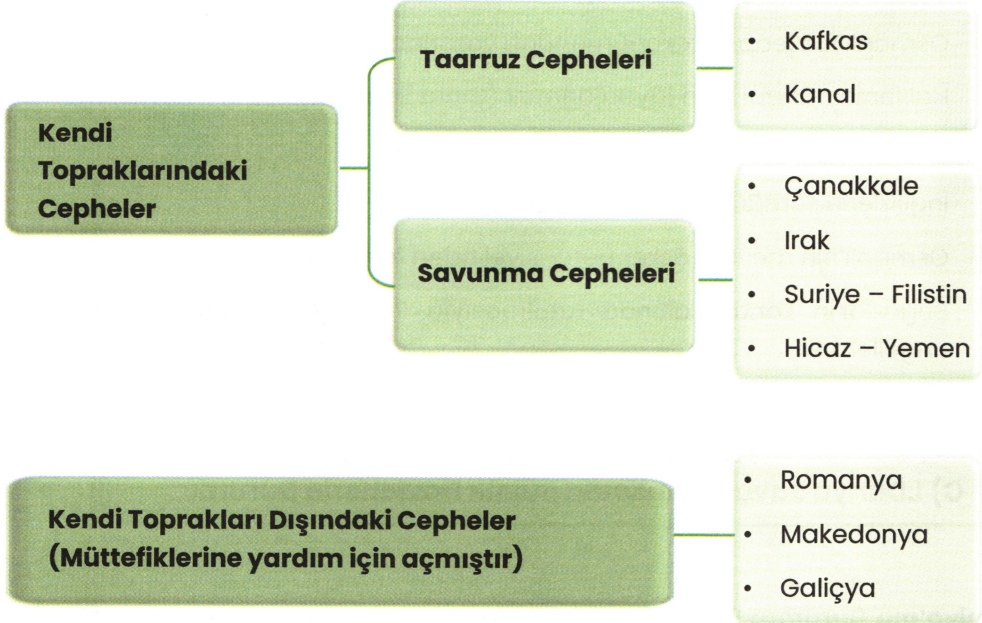 Kendi
Topraklarındaki
Cepheler
Taarruz Cepheleri
• Kafkas
• Kanal
Savunma Cepheleri
• Çanakkale
• Irak
• Suriye – Filistin
• Hicaz – Yemen
Kendi Toprakları Dışındaki Cepheler
(Müttefiklerine yardım için açmıştır)
• Romanya
• Makedonya
• Galiçya